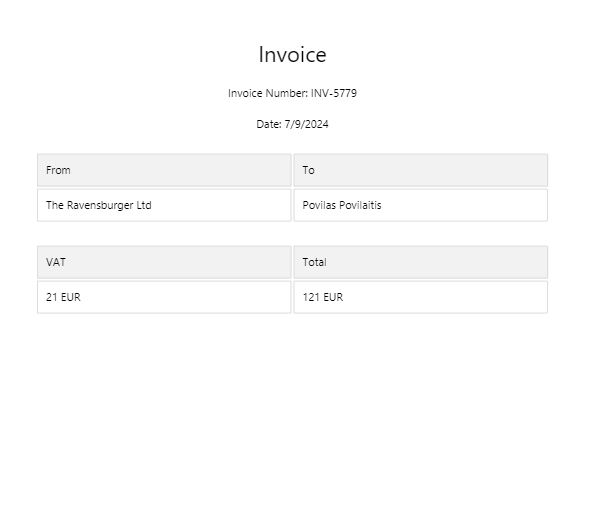 Invoice
Invoice Number: INV-5779
Date: 7/9/2024
From To
The Ravensburger Ltd Povilas Povilaitis
VAT Total
21 EUR 121 EUR